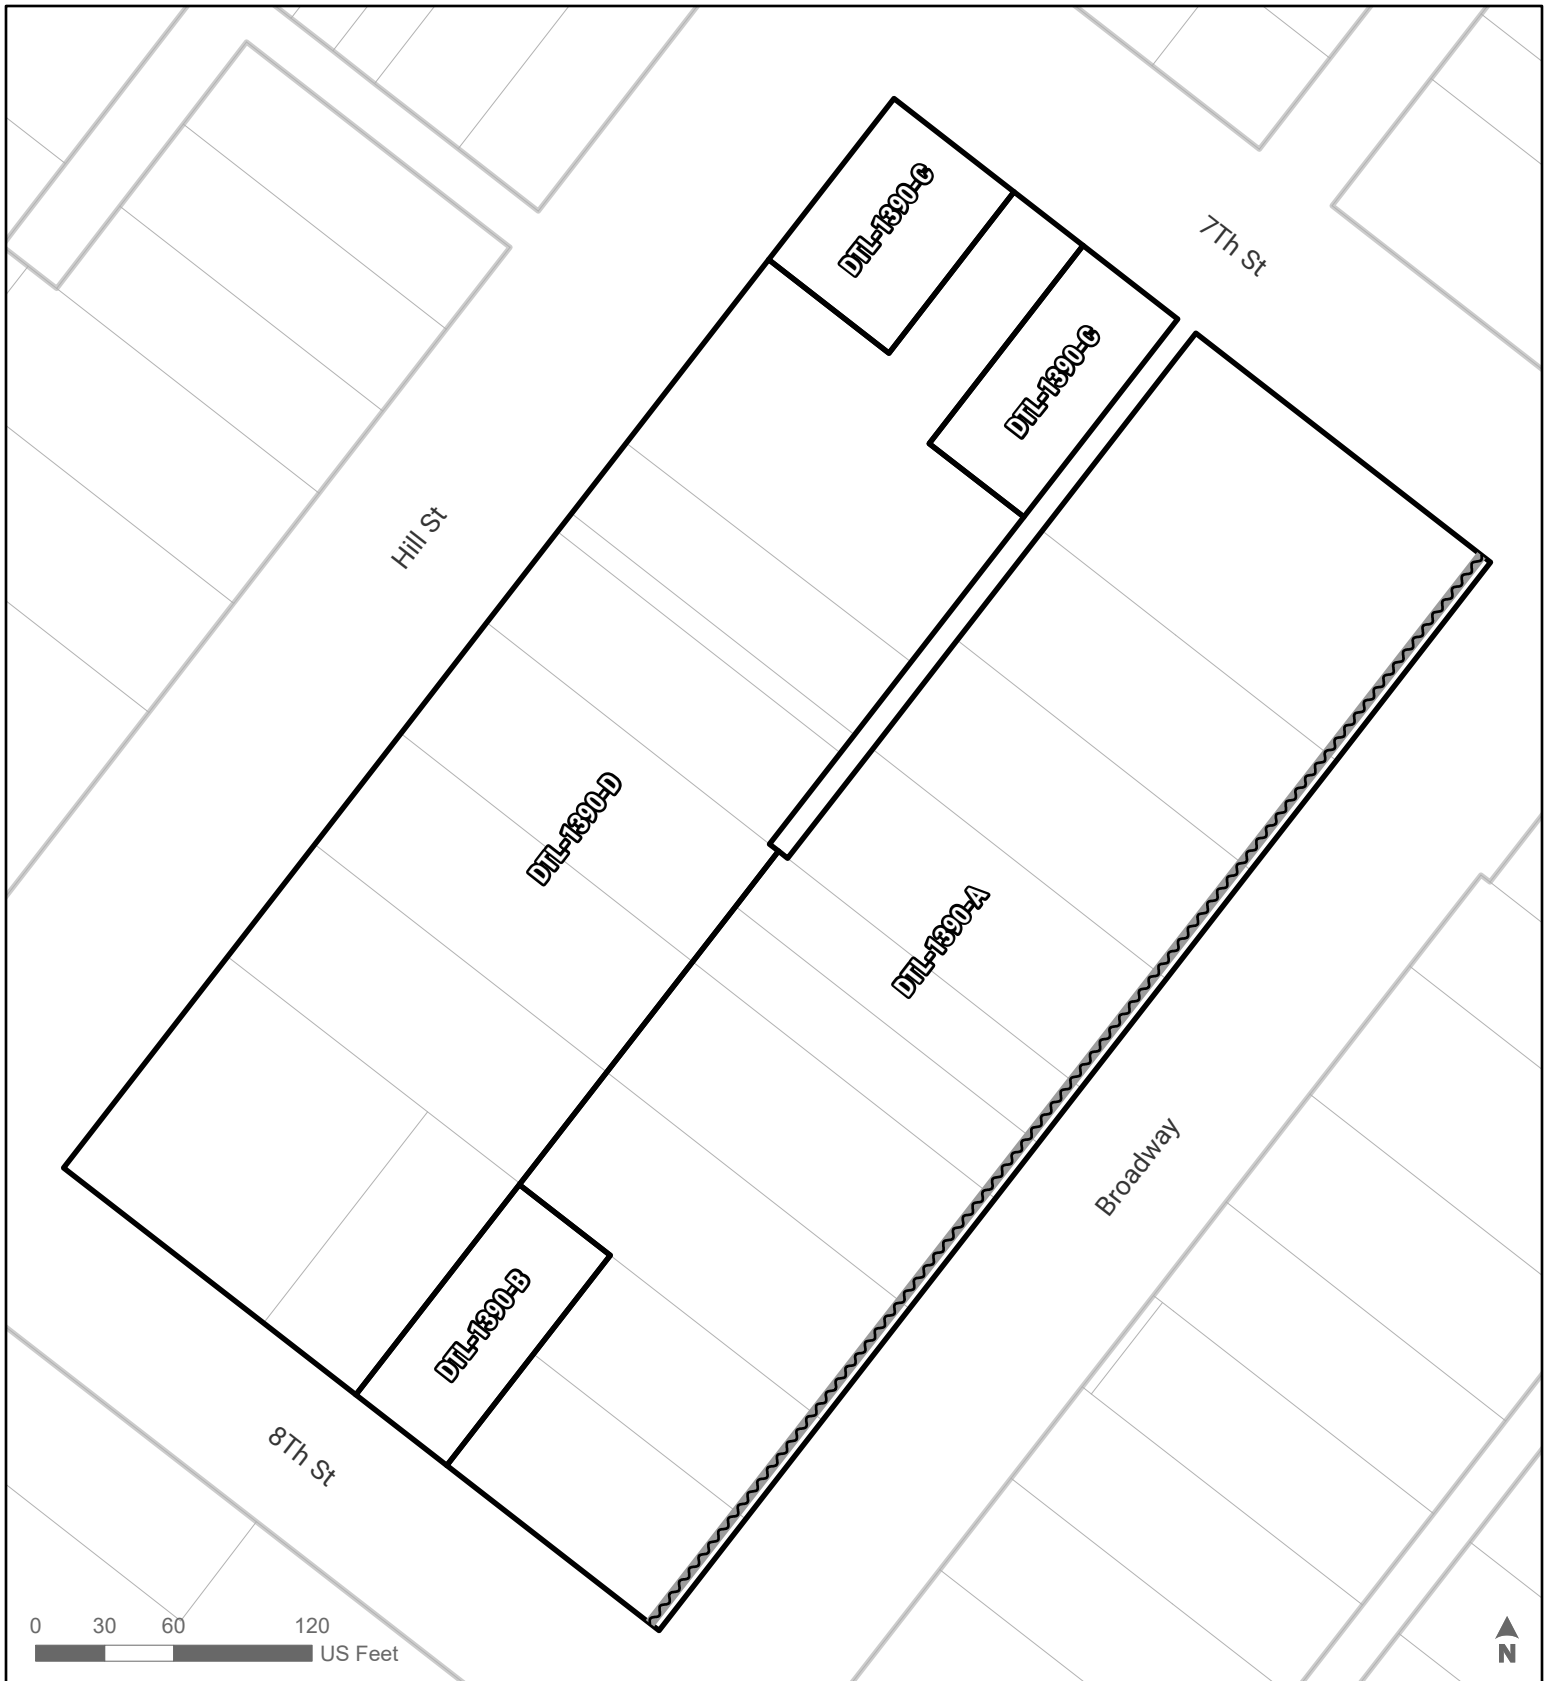 DTL-1390-C
7Th St
DTL-1390-C
Hill St
DTL-1390-D
DTL-1390-A
Broadway
DTL-1390-B
8Th St
0 30 60 120
US Feet
N